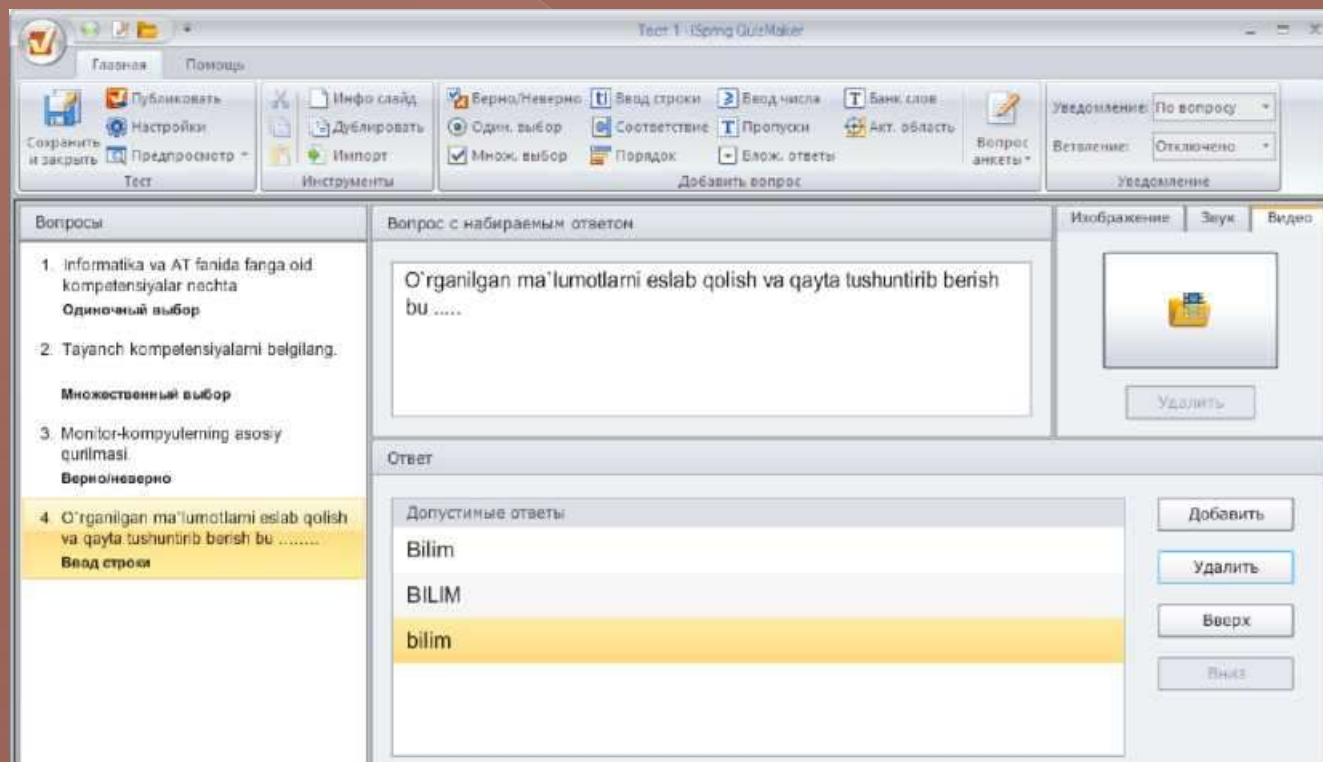 Тест 1 - iSpring QuizMaker
Главная Помощь
Сохранить и закрыть
Публиковать
Настройки
Предпросмотр
Тест
Инфо слайд
Дублировать
Импорт
Инструменты
Верно/Неверно
Один. выбор
Множ. выбор
Ввод строки
Соответствие
Порядок
Ввод числа
Пропуски
Влож. ответы
Банк слов
Акт. область
Вопрос
анкеты
Добавить вопрос
Уведомление: По вопросу
Ветвление: Отключено
Уведомление
Вопросы
1. Informatika va AT fanida fanga oid
kompetensiyalar nechta
Одиночный выбор
2. Tayanch kompetensiyalarni belgilang.
Множественный выбор
3. Monitor-kompyuterning asosiy
qurilmasi.
Верно/неверно
4. O`rganilgan ma`lumotlarni eslab qolish
va qayta tushuntirib berish bu ........
Ввод строки
Вопрос с набираемым ответом
O`rganilgan ma`lumotlarni eslab qolish va qayta tushuntirib berish
bu .....
Изображение Звук Видео
Удалить
Ответ
Допустимые ответы
Bilim
BILIM
bilim
Добавить
Удалить
Вверх
Вниз